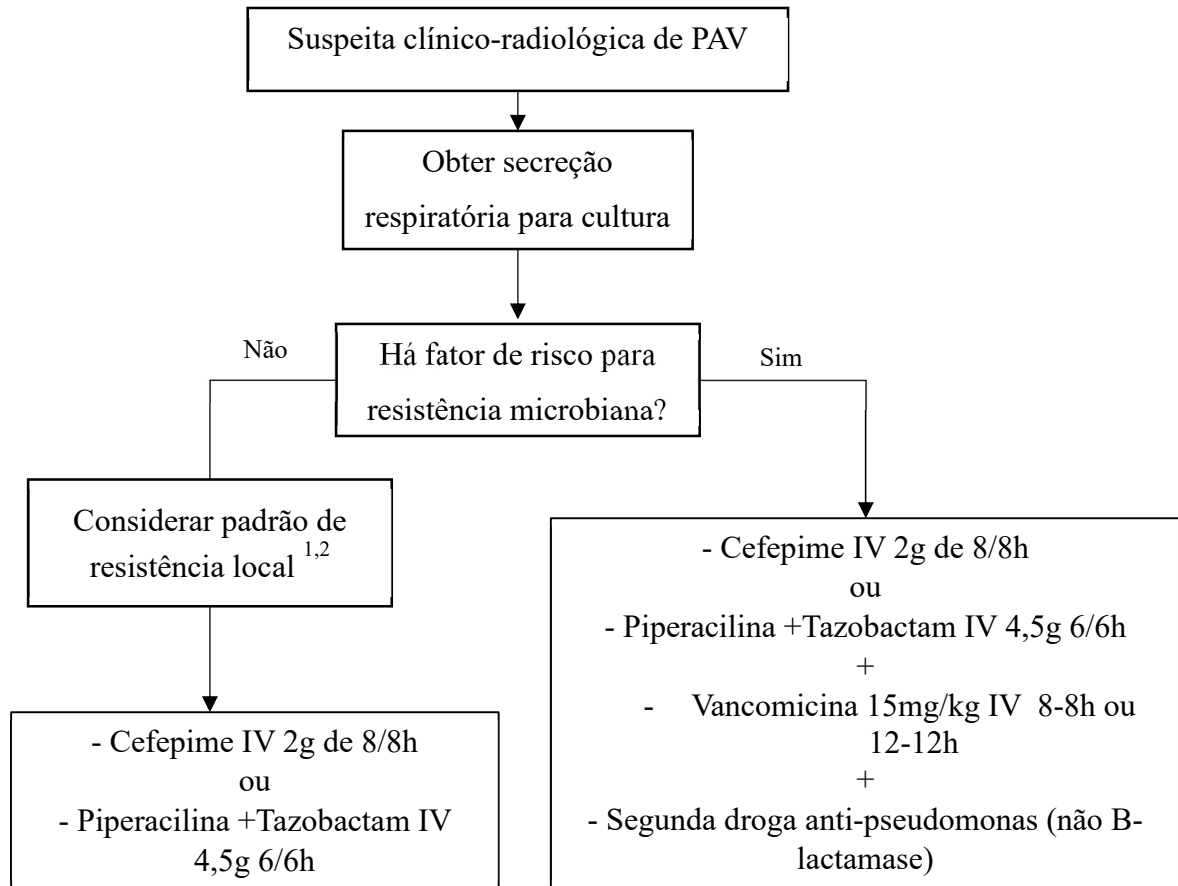 Suspeita clínico-radiológica de PAV
Obter secreção
respiratória para cultura
Há fator de risco para
resistência microbiana?
Não
Sim
Considerar padrão de
resistência local 1,2
- Cefepime IV 2g de 8/8h
ou
- Piperacilina +Tazobactam IV
4,5g 6/6h
- Cefepime IV 2g de 8/8h
ou
- Piperacilina +Tazobactam IV 4,5g 6/6h
+
- Vancomicina 15mg/kg IV 8-8h ou
12-12h
+
- Segunda droga anti-pseudomonas (não B-
lactamase)